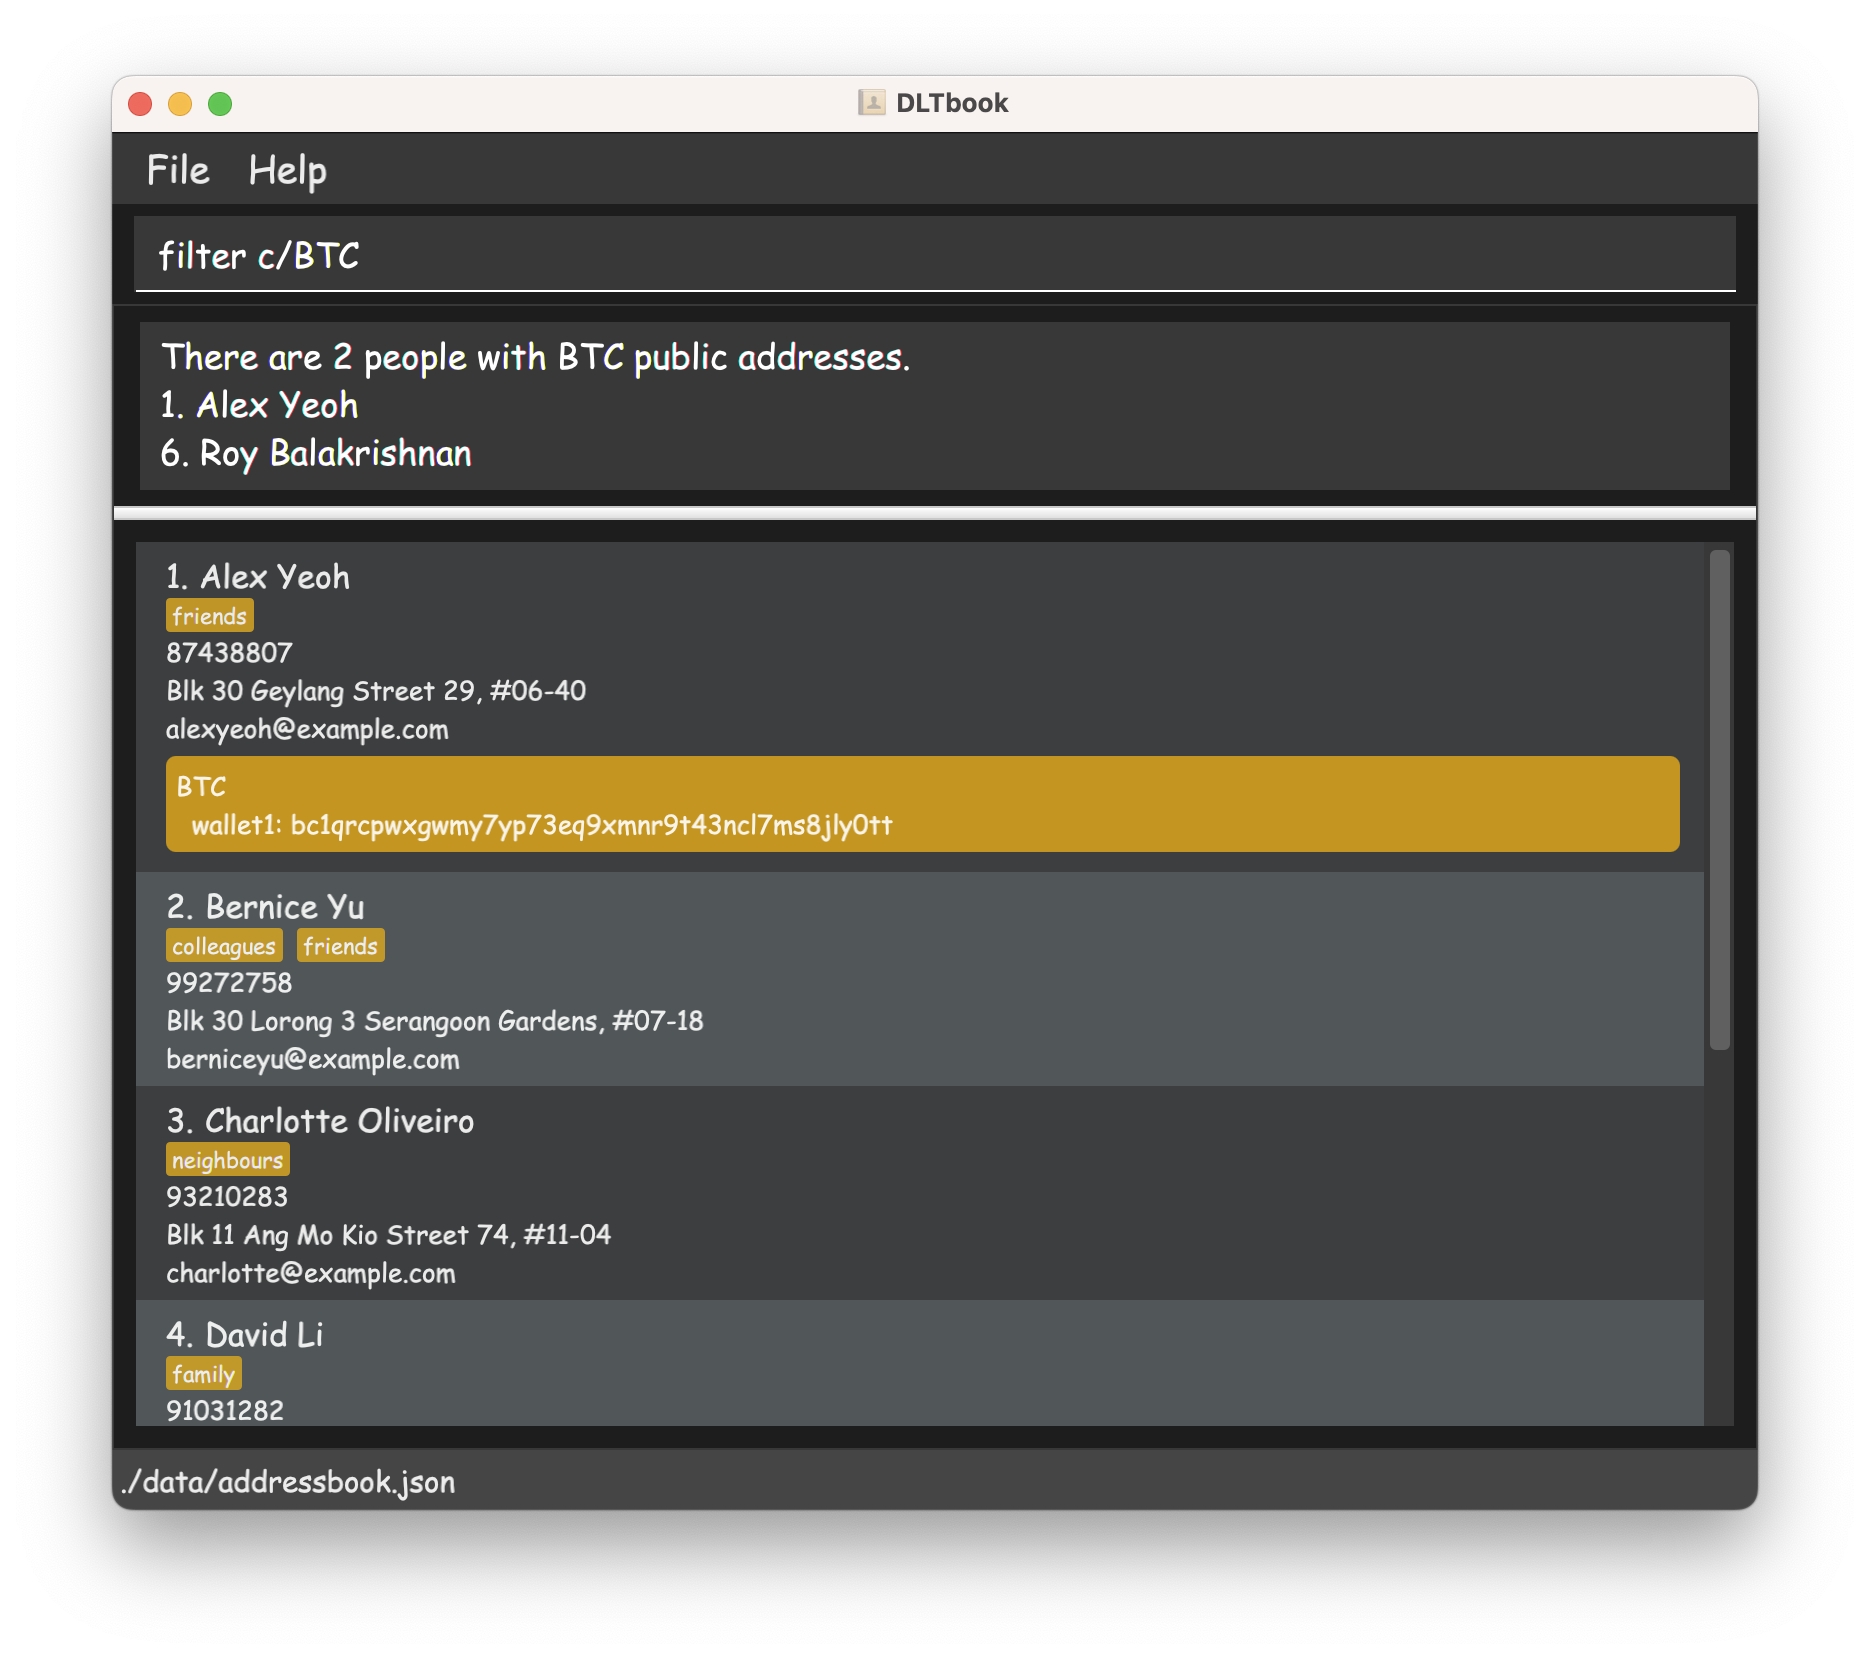 DLTbook
File Help
filter c/BTC
There are 2 people with BTC public addresses.
1. Alex Yeoh
6. Roy Balakrishnan
1. Alex Yeoh
friends
87438807
Blk 30 Geylang Street 29, #06-40
alexyeoh@example.com
BTC
wallet1: bc1qrcpwxgwmy7yp73eq9xmnr9t43ncl7ms8jly0tt
2. Bernice Yu
colleagues friends
99272758
Blk 30 Lorong 3 Serangoon Gardens, #07-18
berniceyu@example.com
3. Charlotte Oliveiro
neighbours
93210283
Blk 11 Ang Mo Kio Street 74, #11-04
charlotte@example.com
4. David Li
family
91031282
./data/addressbook.json